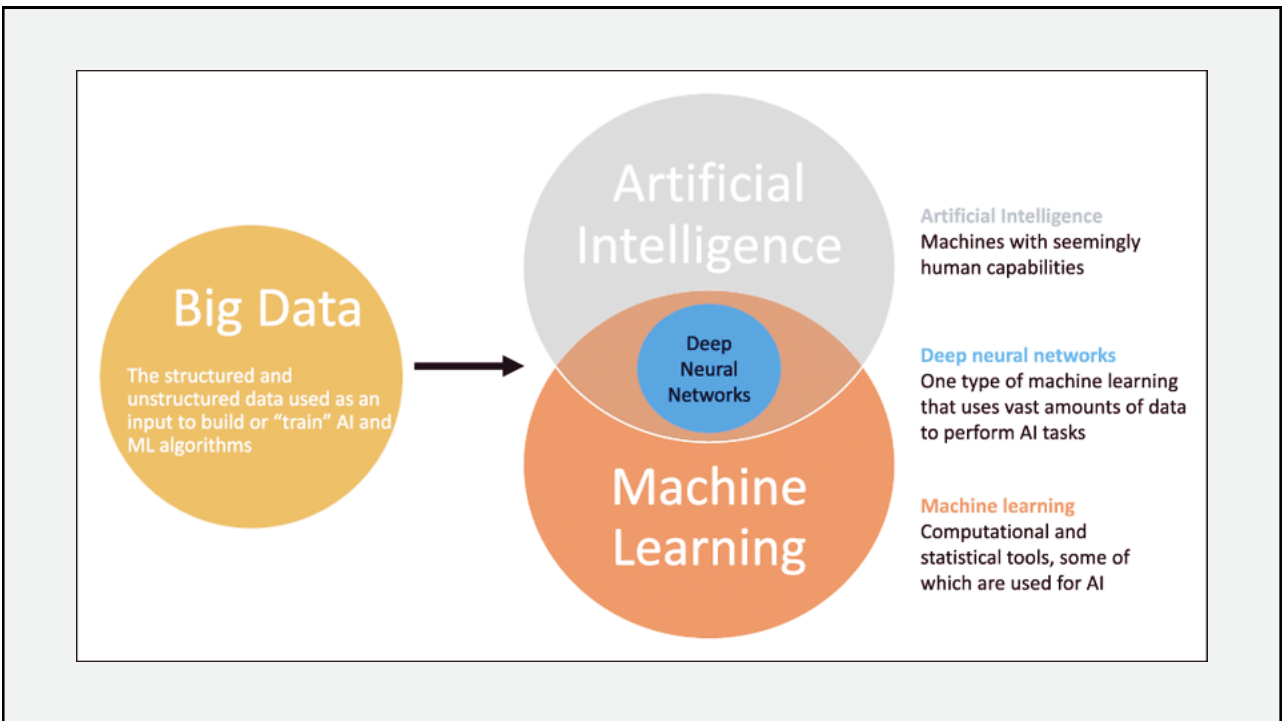 Big Data
The structured and
unstructured data used as an
input to build or “train” AI and
ML algorithms
Artificial
Intelligence
Deep
Neural
Networks
Machine
Learning
Artificial Intelligence
Machines with seemingly
human capabilities
Deep neural networks
One type of machine learning
that uses vast amounts of data
to perform AI tasks
Machine learning
Computational and
statistical tools, some of
which are used for AI